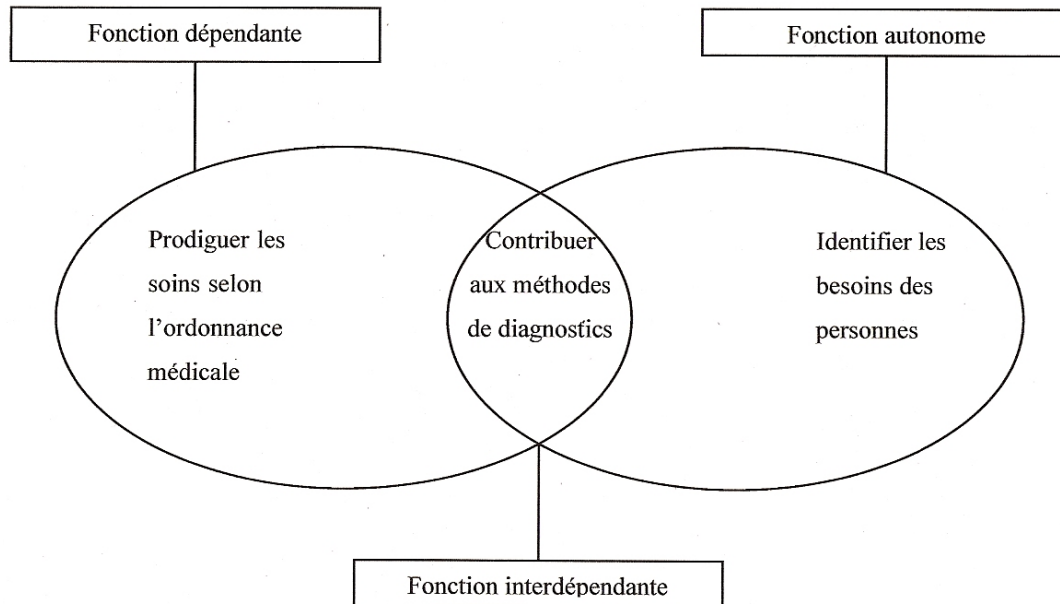 Fonction dépendante
Fonction autonome
Prodiguer les
soins selon
l'ordonnance
médicale
Contribuer
aux méthodes
de diagnostics
Identifier les
besoins des
personnes
Fonction interdépendante